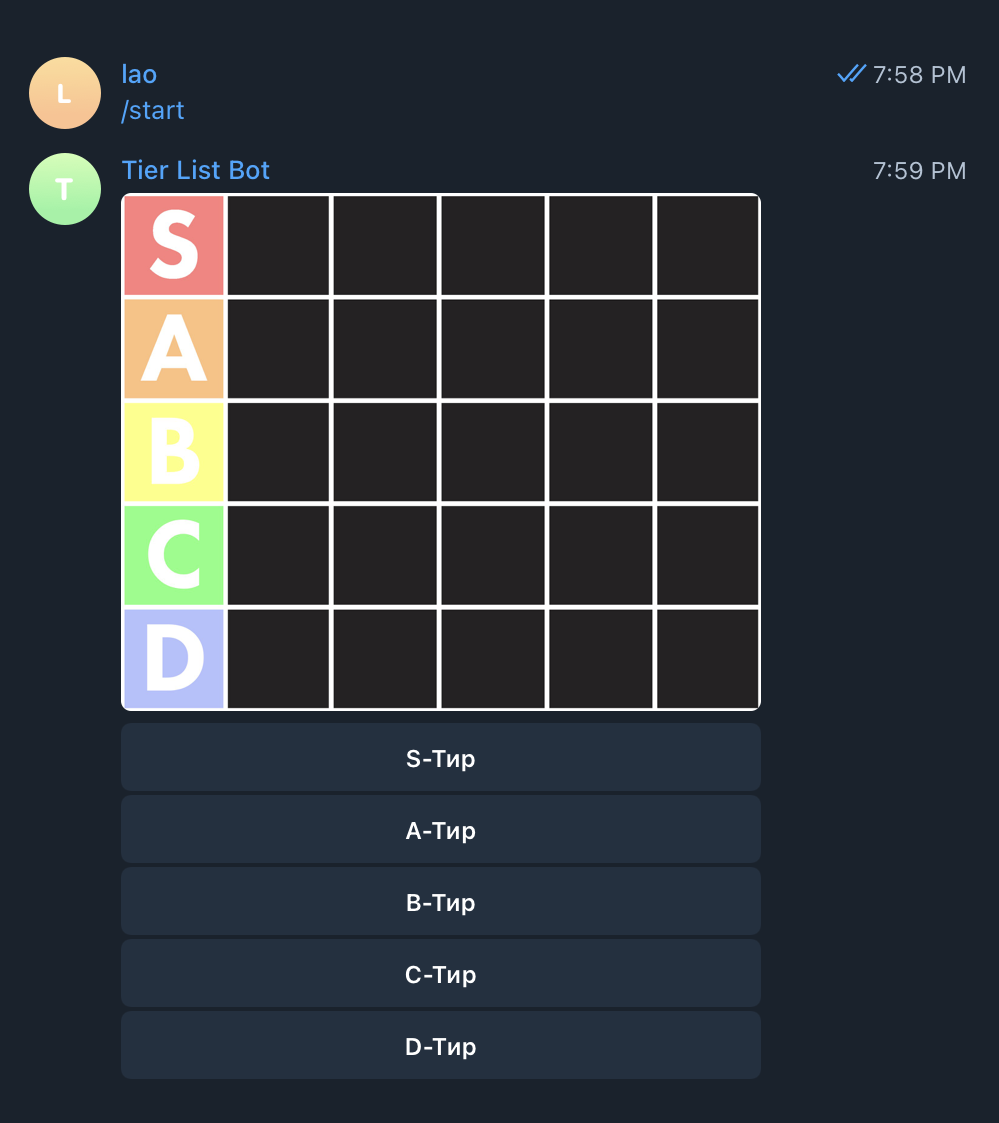 L
lao
7:58 PM
/start
T
Tier List Bot
7:59 PM
S
A
B
C
D
S-Тир
A-Тир
B-Тир
C-Тир
D-Тир